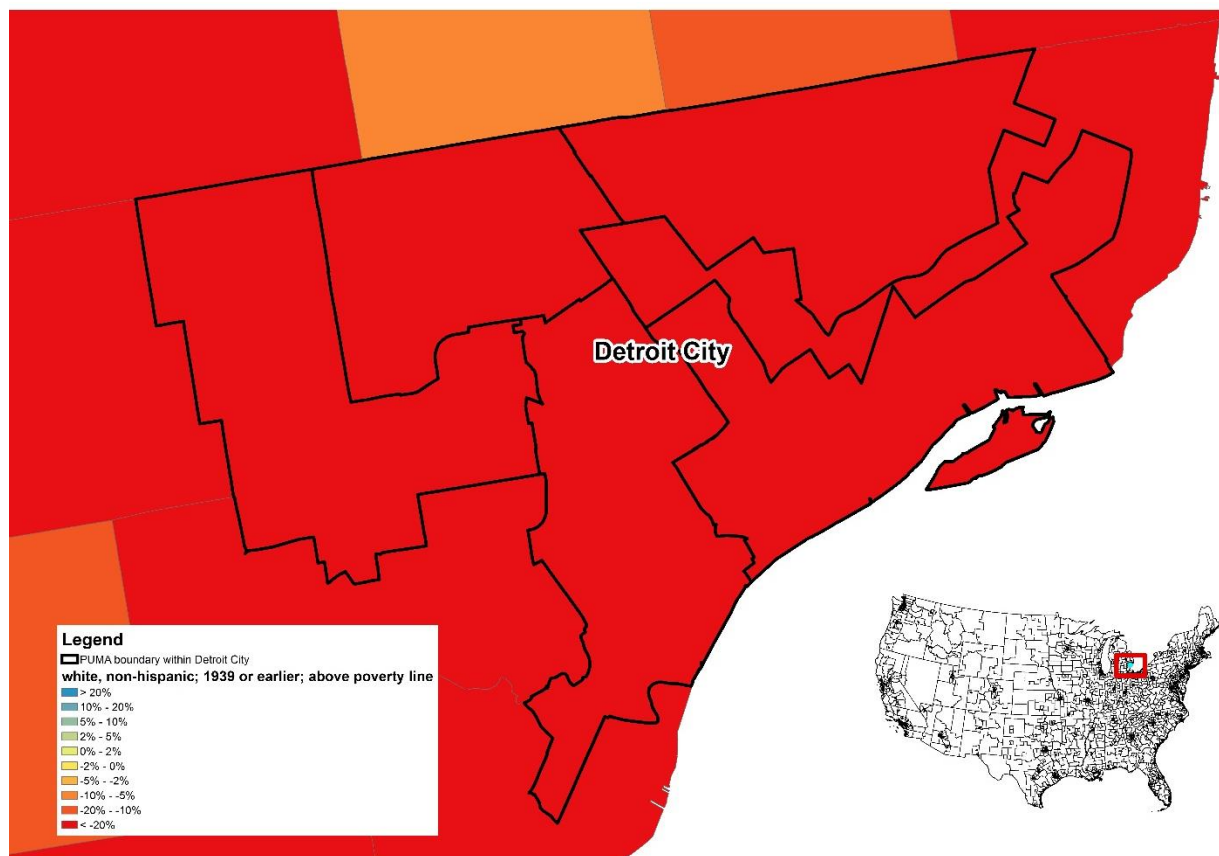 Detroit City
Legend
PUMA boundary within Detroit City
white, non-hispanic; 1939 or earlier; above poverty line
> 20%
10% - 20%
5% - 10%
2% - 5%
0% - 2%
-2% - 0%
-5% - -2%
-10% - -5%
-20% - -10%
< -20%